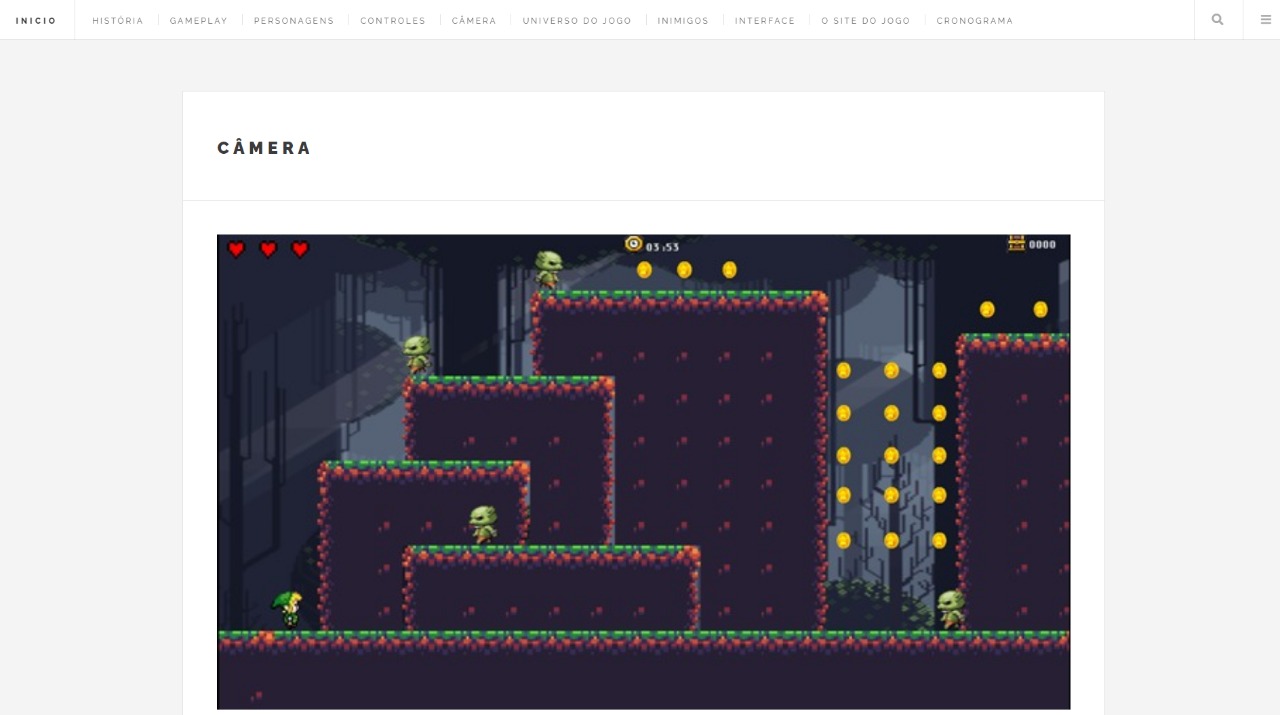 INICIO HISTÓRIA GAMEPLAY PERSONAGENS CONTROLES CÂMERA UNIVERSO DO JOGO INIMIGOS INTERFACE O SITE DO JOGO CRONOGRAMA
CÂMERA
03:53 0000